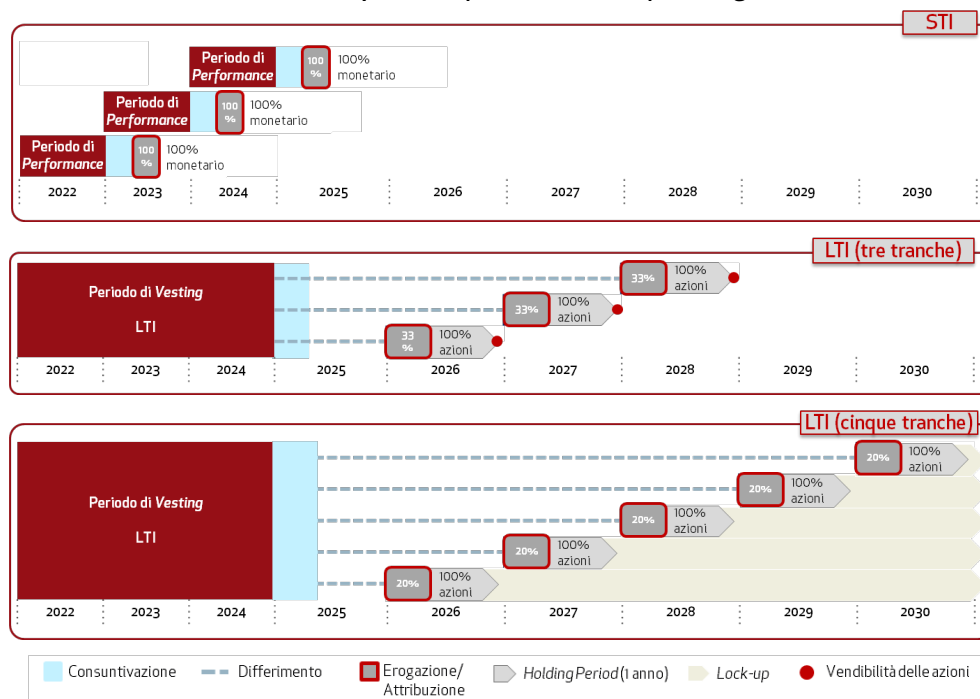 STI
Periodo di
Performance
100
%
100%
monetario
Periodo di
Performance
100
%
100%
monetario
Periodo di
Performance
100
%
100%
monetario
2022 2023 2024 2025 2026 2027 2028 2029 2030
LTI (tre tranche)
Periodo di Vesting
LTI
33%
100%
azioni
33%
100%
azioni
33
%
100%
azioni
2022 2023 2024 2025 2026 2027 2028 2029 2030
LTI (cinque tranche)
Periodo di Vesting
LTI
20%
100%
azioni
20%
100%
azioni
20%
100%
azioni
20%
100%
azioni
20%
100%
azioni
2022 2023 2024 2025 2026 2027 2028 2029 2030
Consuntivazione
Differimento
Erogazione/
Attribuzione
Holding Period (1 anno)
Lock-up
Vendibilità delle azioni